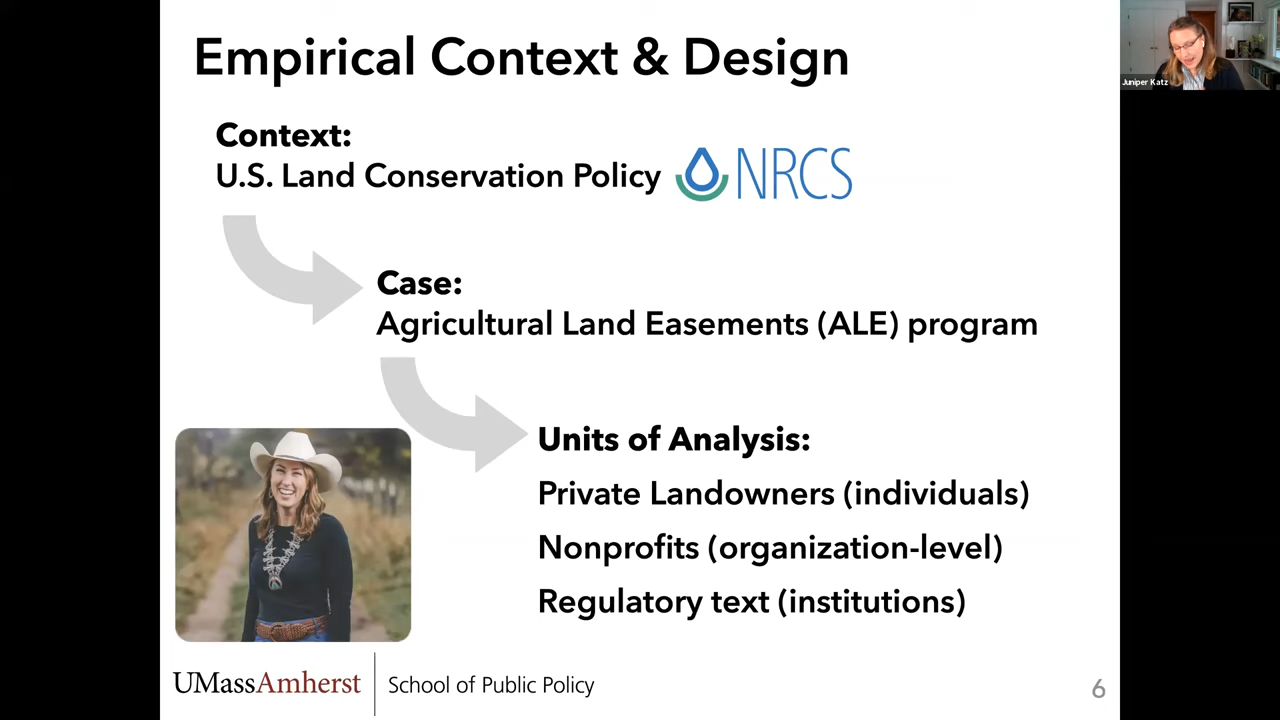 Empirical Context & Design
Juniper Katz
Context:
U.S. Land Conservation Policy
NRCS
Case:
Agricultural Land Easements (ALE) program
Units of Analysis:
Private Landowners (individuals)
Nonprofits (organization-level)
Regulatory text (institutions)
UMassAmherst
School of Public Policy
6